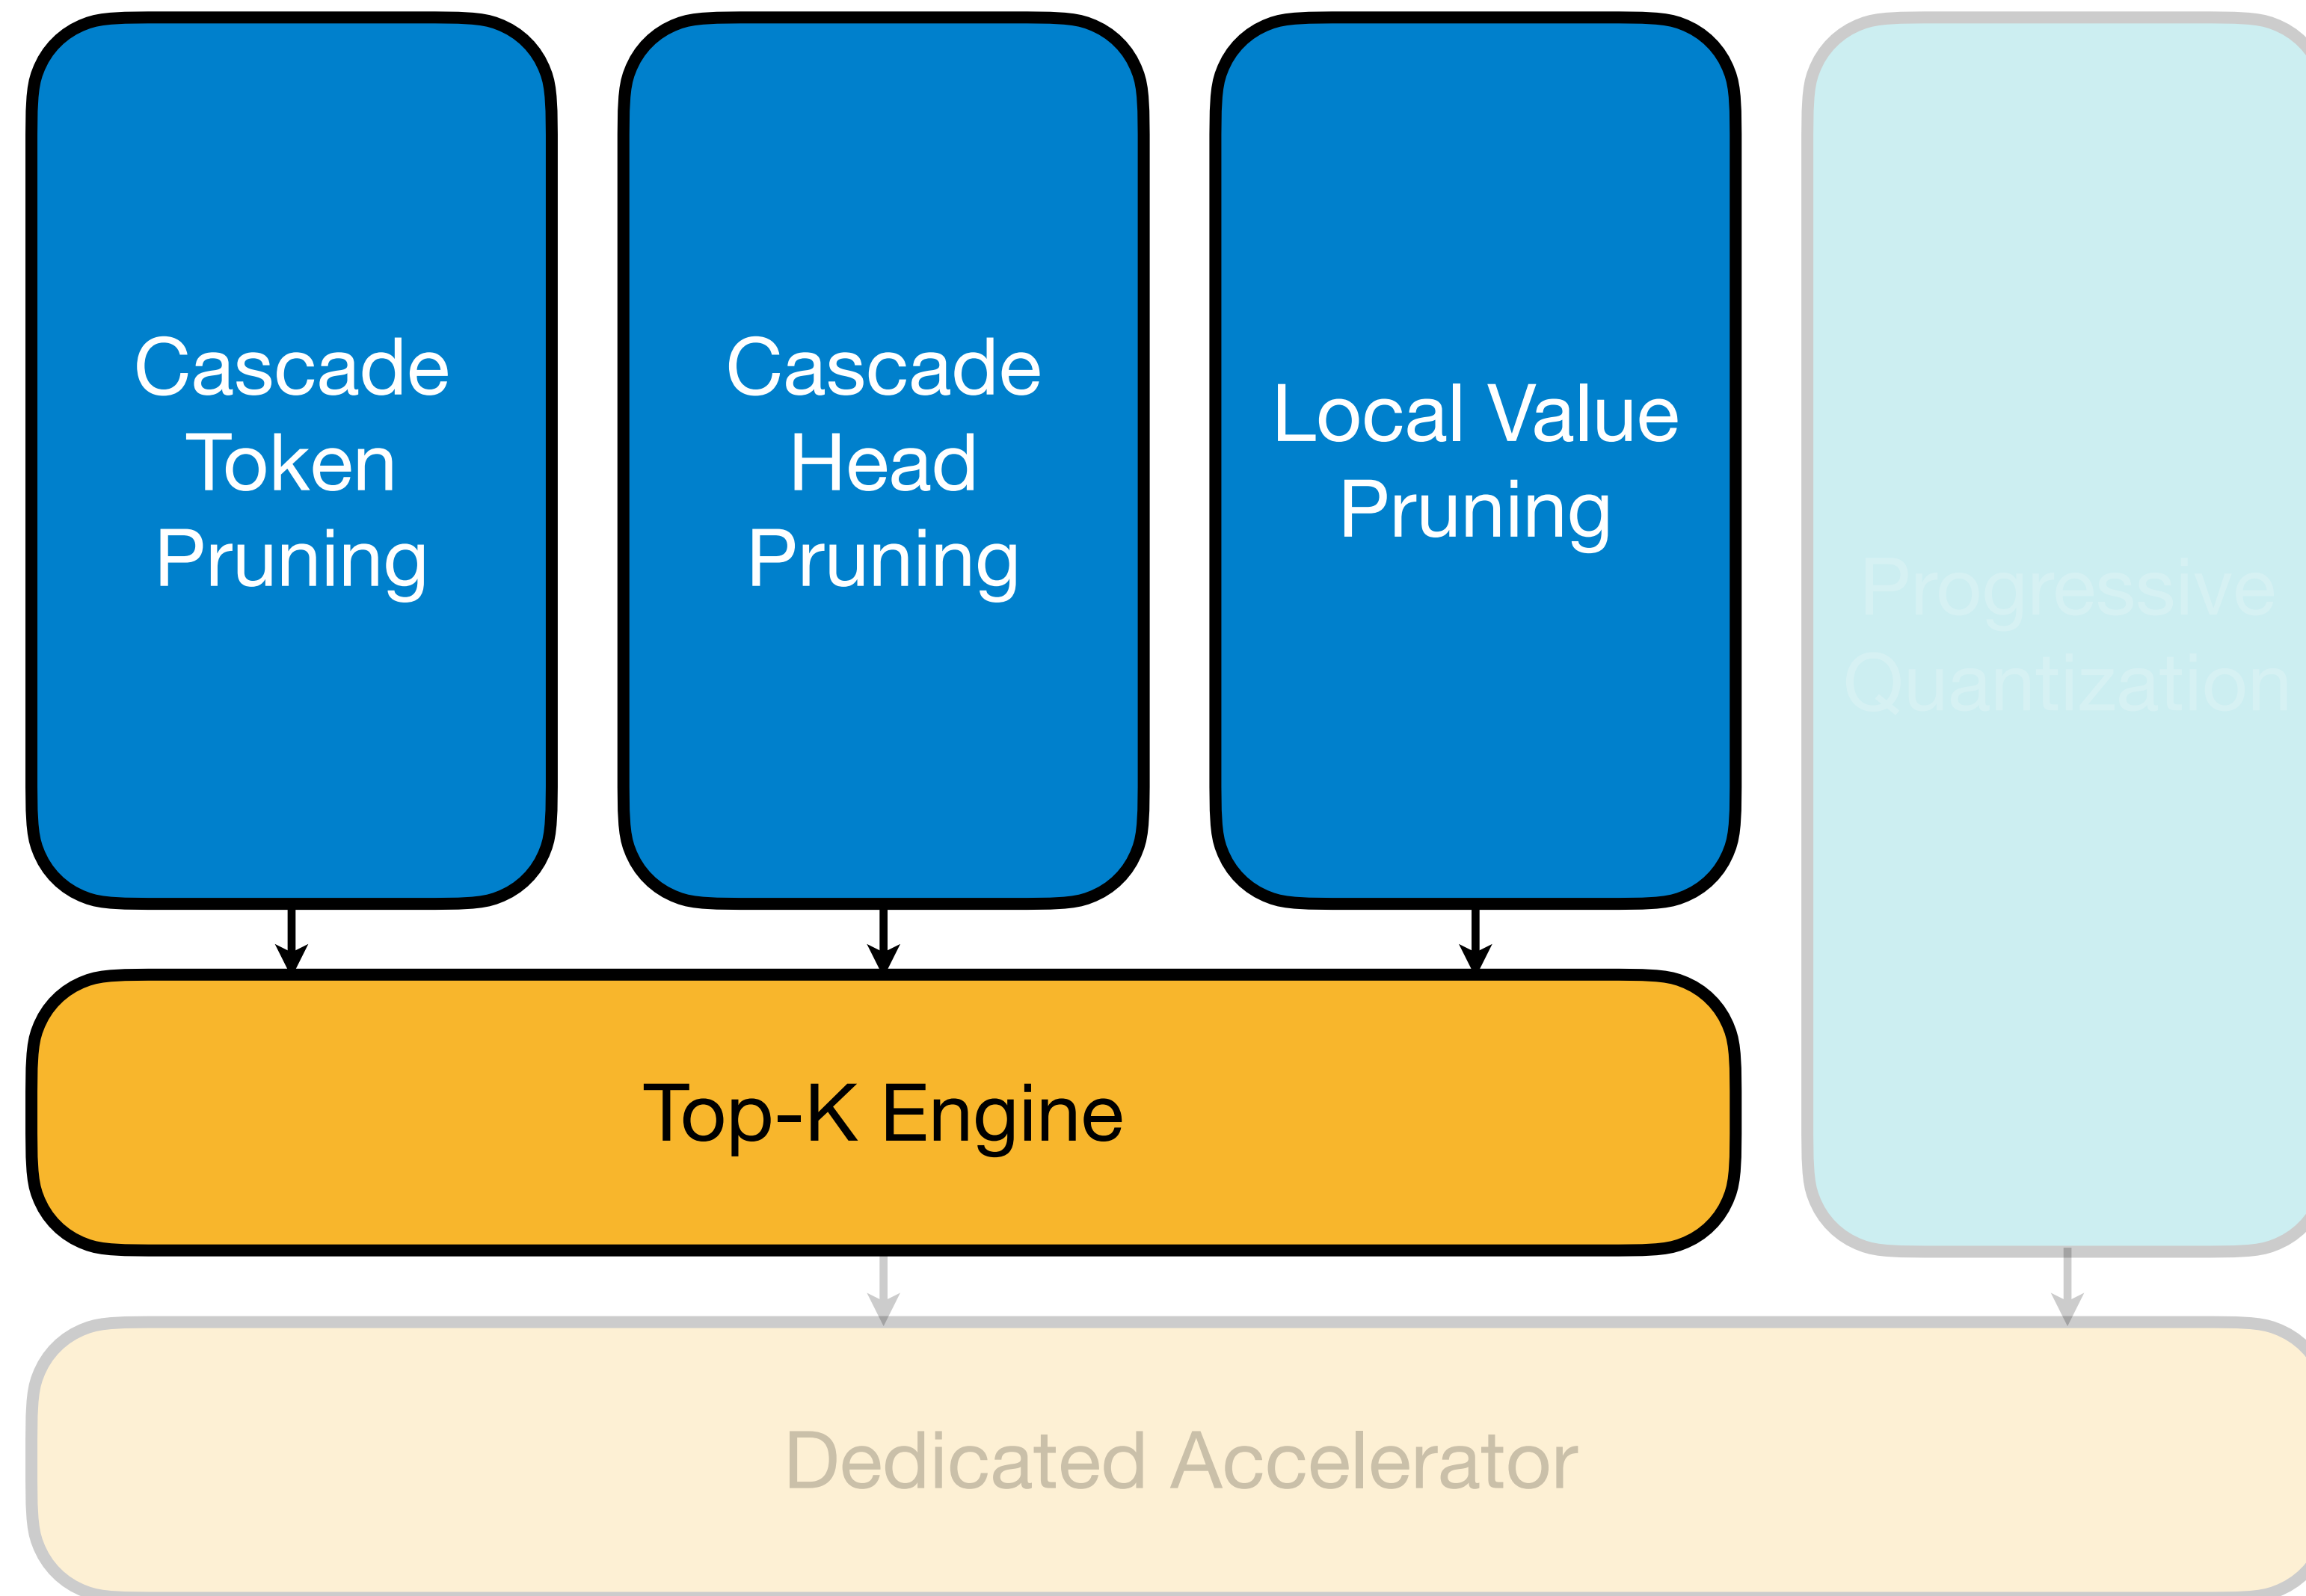 Cascade
Token
Pruning
Cascade
Head
Pruning
Local Value
Pruning
Progressive
Quantization
Top-K Engine
Dedicated Accelerator